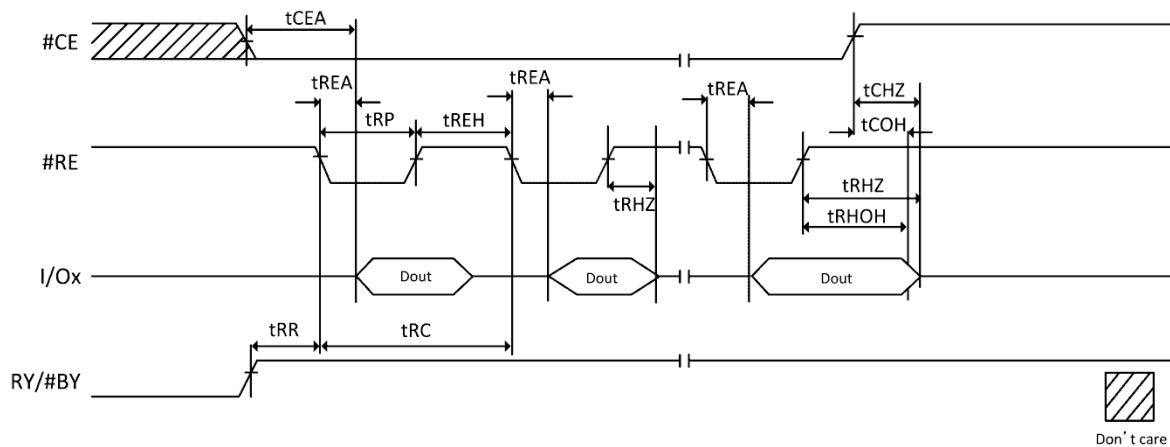 tCEA
#CE
tREA
tREA
tREA
tCHZ
tRP
tREH
tCOH
#RE
tRHZ
tRHZ
tRHOH
I/Ox
Dout
Dout
Dout
tRR
tRC
RY/#BY
Don't care